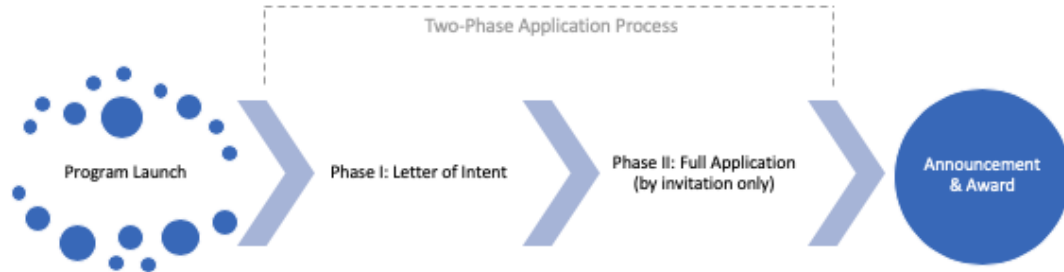 Two-Phase Application Process
Program Launch
Phase I: Letter of Intent
Phase II: Full Application
(by invitation only)
Announcement
& Award